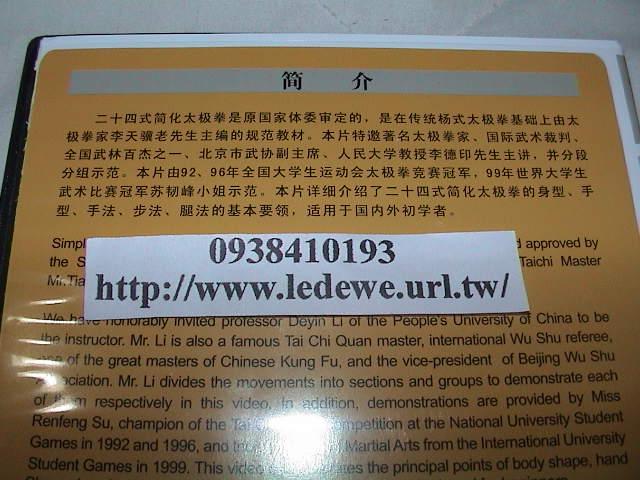 简 介
二十四式简化太极拳是原国家体委审定的，是在传统杨式太极拳基础上由太
极拳家李天骥老先生主编的规范教材。本片特邀著名太极拳家、国际武术裁判、
全国武林百杰之一、北京市武协副主席、人民大学教授李德印先生主讲，并分段
分组示范。本片由92、96年全国大学生运动会太极拳竞赛冠军，99年世界大学生
武术比赛冠军苏韧峰小姐示范。本片详细介绍了二十四式简化太极拳的身型、手
型、手法、步法、腿法的基本要领，适用于国内外初学者。
approved by
the Taichi Master
0938410193
http://www.ledewe.url.tw/
We have honorably invited professor Deyin Li of the People's University of China to be
the instructor. Mr. Li is also a famous Tai Chi Quan master, international Wu Shu referee,
one of the great masters of Chinese Kung Fu, and the vice-president of Beijing Wu Shu
Association. Mr. Li divides the movements into sections and groups to demonstrate each
of them respectively in this video. In addition, demonstrations are provided by Miss
Renfeng Su, champion of the Tai competition at the National University Student
Games in 1992 and 1996, and Martial Arts from the International University
Student Games in 1999. This the principal points of body shape, hand